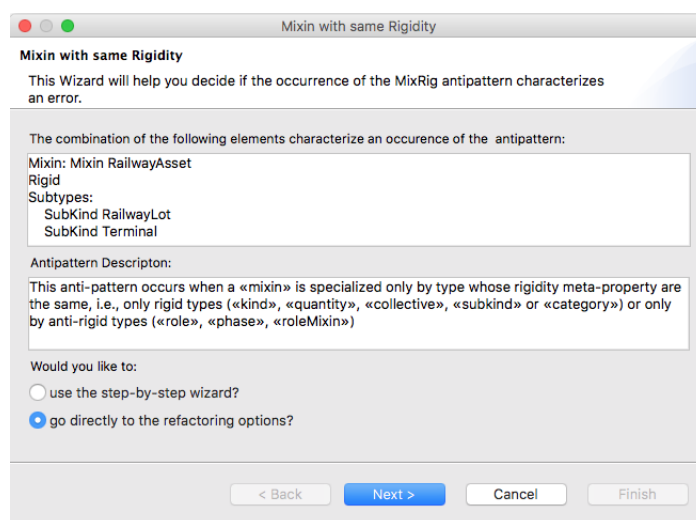 Mixin with same Rigidity
Mixin with same Rigidity
This Wizard will help you decide if the occurrence of the MixRig antipattern characterizes
an error.
The combination of the following elements characterize an occurence of the  antipattern:
Mixin: Mixin RailwayAsset
Rigid
Subtypes:
SubKind RailwayLot
SubKind Terminal
Antipattern Descripton:
This anti-pattern occurs when a «mixin» is specialized only by type whose rigidity meta-property are
the same, i.e., only rigid types («kind», «quantity», «collective», «subkind» or «category») or only
by anti-rigid types («role», «phase», «roleMixin»)
Would you like to:
use the step-by-step wizard?
go directly to the refactoring options?
< Back Next > Cancel Finish